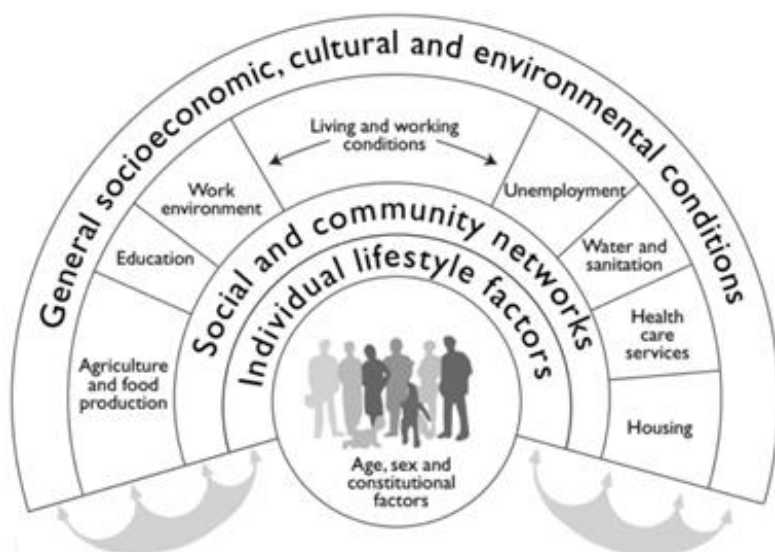 General socioeconomic, cultural and environmental conditions
Living and working
conditions
Work
environment
Unemployment
Education
Water and
sanitation
Agriculture
and food
production
Health
care
services
Housing
Social and community networks
Individual lifestyle factors
Age, sex and
constitutional
factors